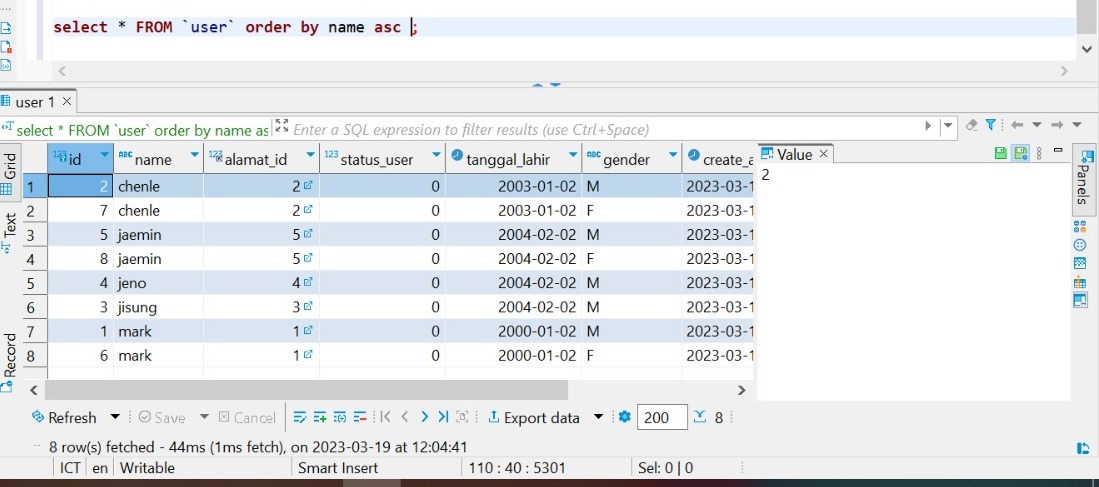 select * FROM `user` order by name asc ;
user 1
select * FROM `user` order by name as
Enter a SQL expression to filter results (use Ctrl+Space)
Grid
Text
Record
123 id ABC name 123 alamat_id 123 status_user tanggal_lahir ABC gender create_a
1 2 chenle 2 0 2003-01-02 M 2023-03-1
2 7 chenle 2 0 2003-01-02 F 2023-03-1
3 5 jaemin 5 0 2004-02-02 M 2023-03-1
4 8 jaemin 5 0 2004-02-02 F 2023-03-1
5 4 jeno 4 0 2004-02-02 M 2023-03-1
6 3 jisung 3 0 2004-02-02 M 2023-03-1
7 1 mark 1 0 2000-01-02 M 2023-03-1
8 6 mark 1 0 2000-01-02 F 2023-03-1
Value
2
Panels
Refresh Save Cancel Export data 200 8
8 row(s) fetched - 44ms (1ms fetch), on 2023-03-19 at 12:04:41
ICT en Writable Smart Insert 110 : 40 : 5301 Sel: 0 | 0